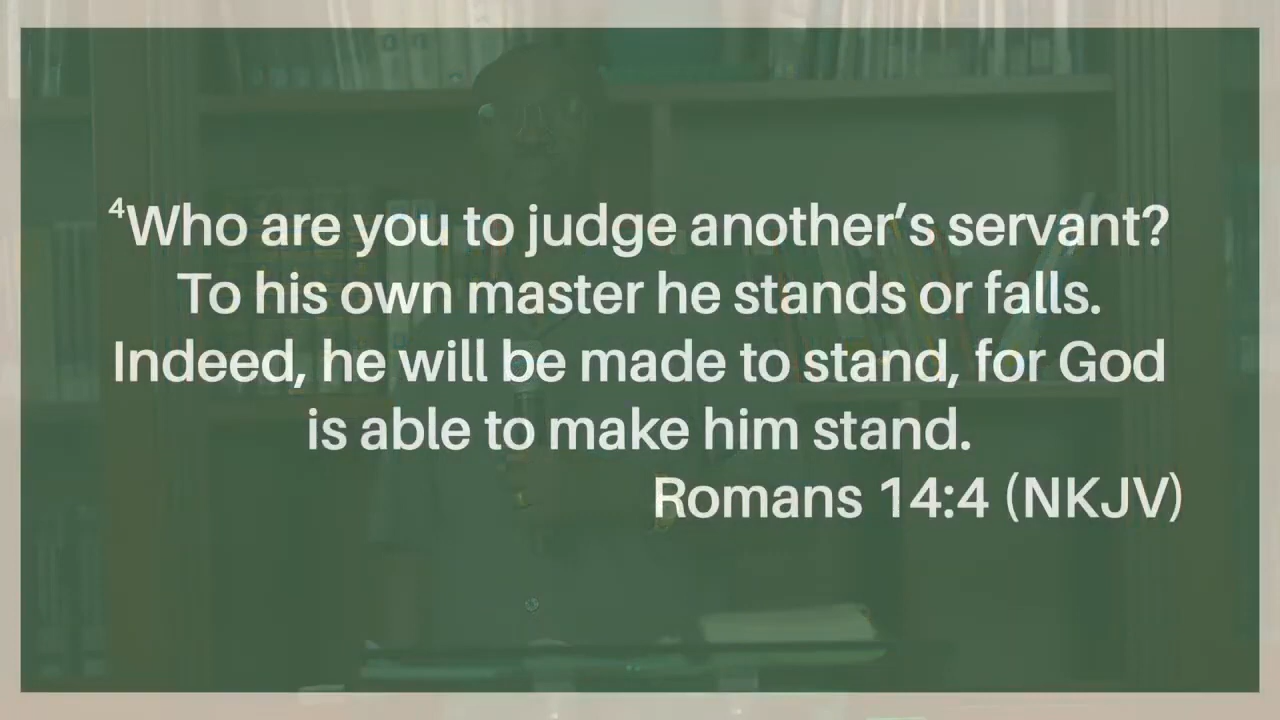 ⁴Who are you to judge another’s servant?
To his own master he stands or falls.
Indeed, he will be made to stand, for God
is able to make him stand.
Romans 14:4 (NKJV)